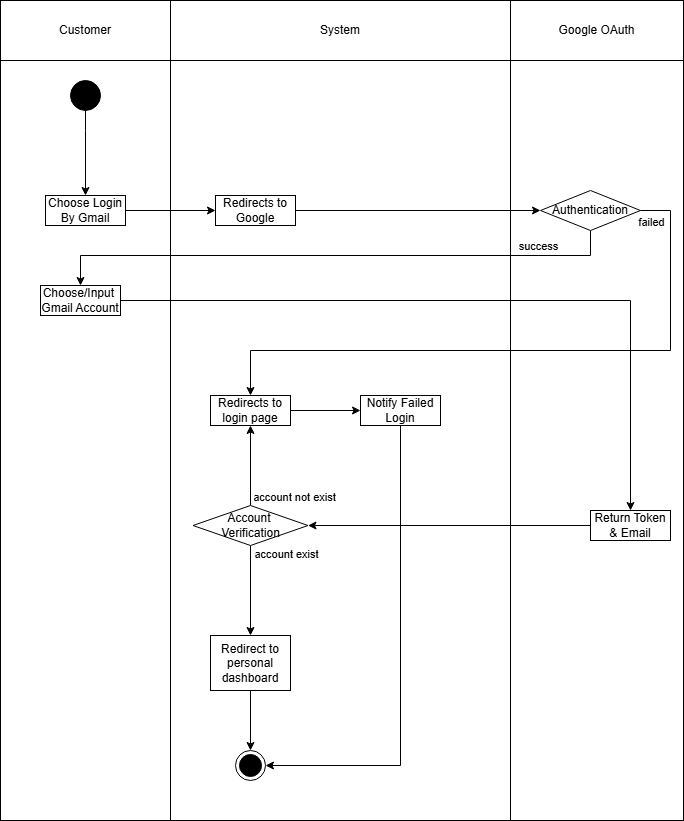 Customer
System
Google OAuth
Choose Login
By Gmail
Redirects to
Google
Authentication
failed
success
Choose/Input
Gmail Account
Redirects to
login page
Notify Failed
Login
account not exist
Account
Verification
Return Token
& Email
account exist
Redirect to
personal
dashboard